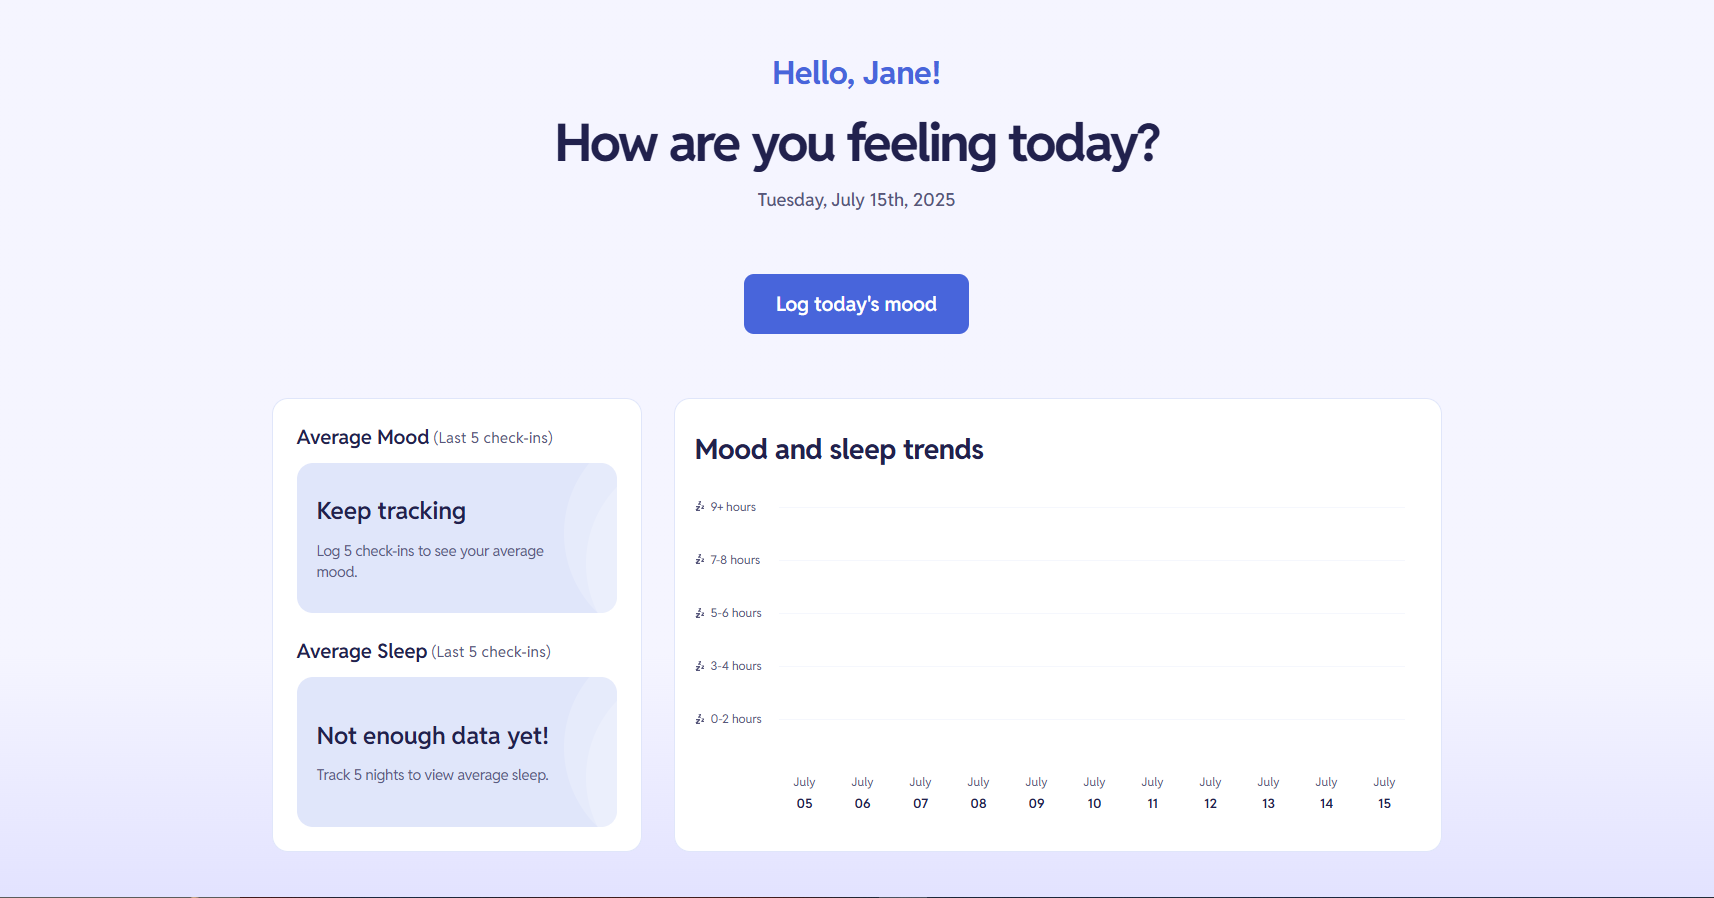 Hello, Jane!
How are you feeling today?
Tuesday, July 15th, 2025
Log today's mood
Average Mood (Last 5 check-ins)
Keep tracking
Log 5 check-ins to see your average
mood.
Average Sleep (Last 5 check-ins)
Not enough data yet!
Track 5 nights to view average sleep.
Mood and sleep trends
9+ hours
7-8 hours
5-6 hours
3-4 hours
0-2 hours
July July July July July July July July July July July
05 06 07 08 09 10 11 12 13 14 15